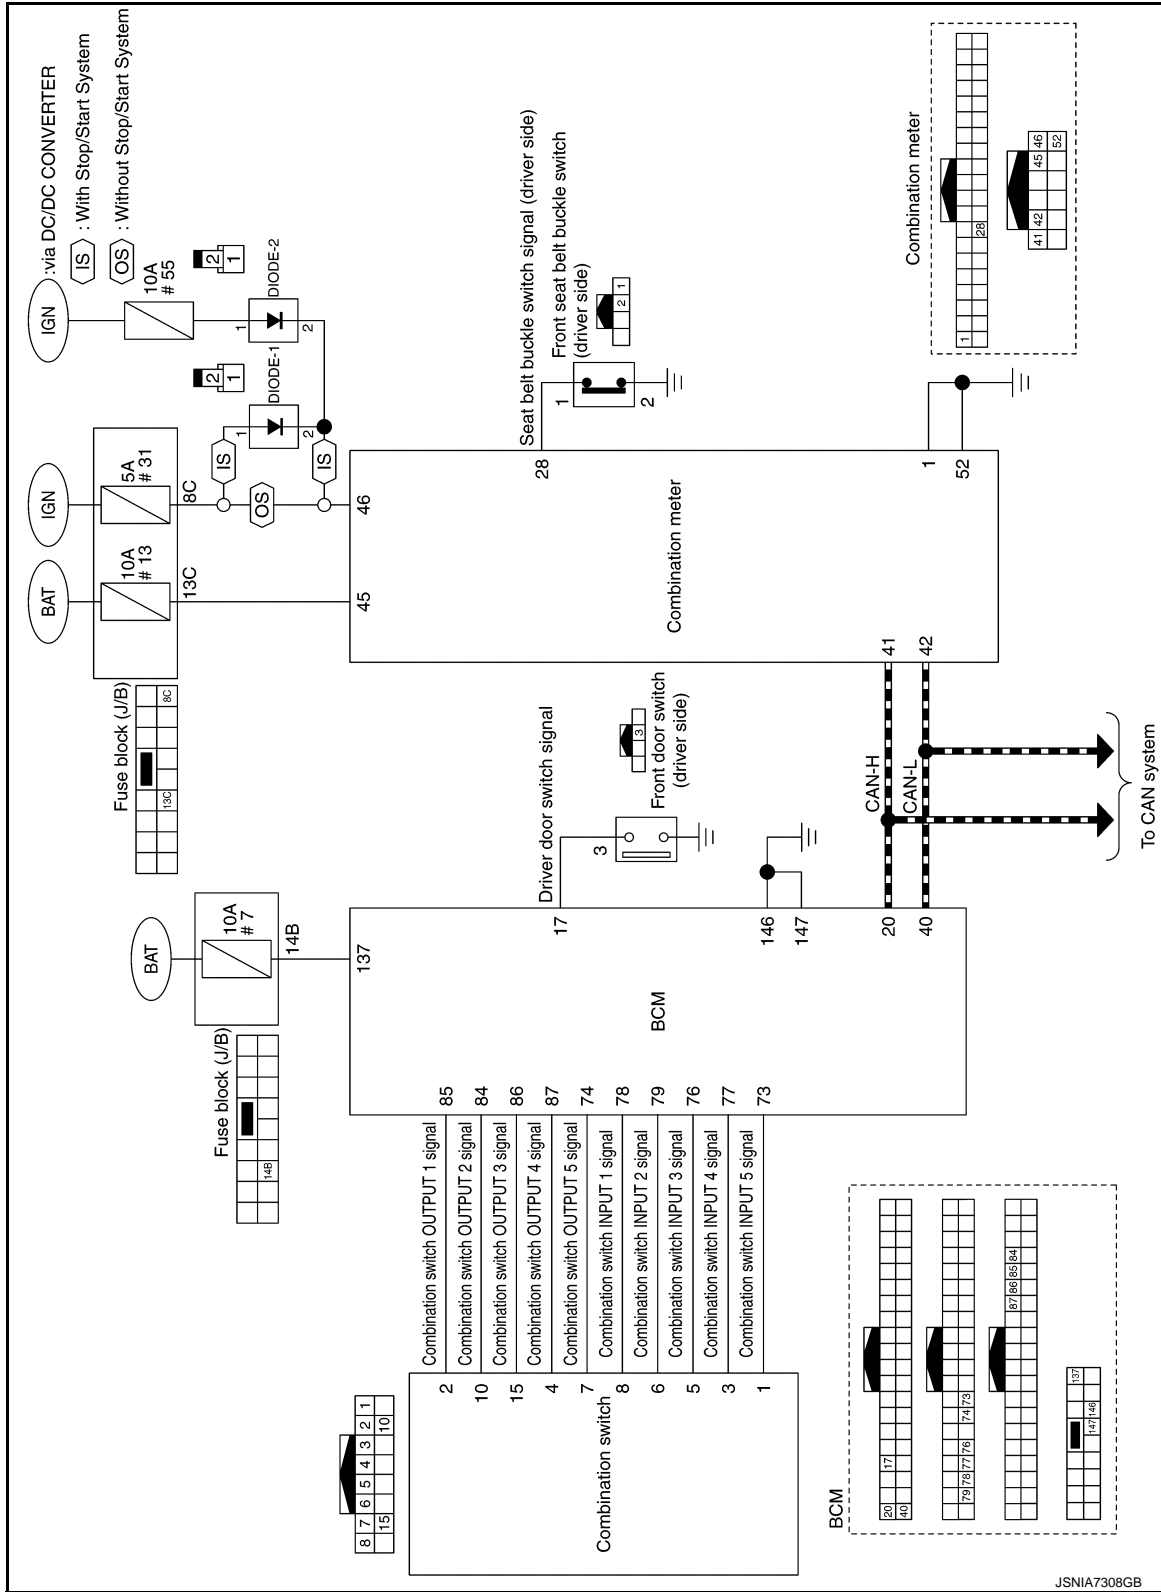 IGN
:via DC/DC CONVERTER
IS : With Stop/Start System
OS : Without Stop/Start System
10A
# 55
2
1
DIODE-2
1
2
2
1
DIODE-1
1
2
IS
IS
OS
IGN
5A
# 31
8C
46
BAT
10A
# 13
13C
45
Fuse block (J/B)
13C
8C
Combination meter
Seat belt buckle switch signal (driver side)
28
Front seat belt buckle switch
(driver side)
1
2
2
1
1
52
Combination meter
1
28
41
42
45
46
52
41
42
CAN-H
CAN-L
To CAN system
BAT
10A
# 7
14B
137
Fuse block (J/B)
14B
BCM
Driver door switch signal
17
3
Front door switch
(driver side)
3
146
147
20
40
85
84
86
87
74
78
79
76
77
73
Combination switch OUTPUT 1 signal
Combination switch OUTPUT 2 signal
Combination switch OUTPUT 3 signal
Combination switch OUTPUT 4 signal
Combination switch OUTPUT 5 signal
Combination switch INPUT 1 signal
Combination switch INPUT 2 signal
Combination switch INPUT 3 signal
Combination switch INPUT 4 signal
Combination switch INPUT 5 signal
2
10
15
4
7
8
6
5
3
1
Combination switch
8 7 6 5 4 3 2 1
15 10
BCM
20 17
40
79 78 77 76 74 73
87 86 85 84
137
147 146
JSNIA7308GB